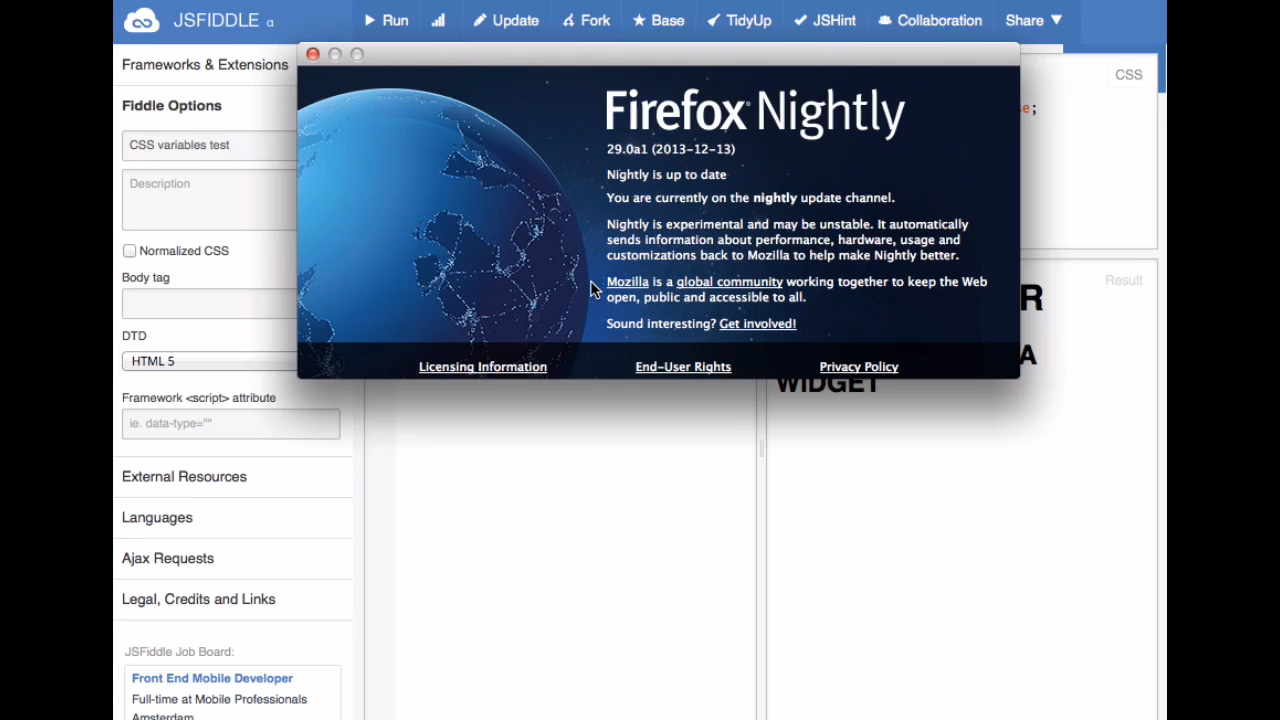 JSFIDDLE α
Run
Update
Fork
Base
TidyUp
JSHint
Collaboration
Share
Frameworks & Extensions
Fiddle Options
CSS variables test
Description
Normalized CSS
Body tag
DTD
HTML 5
Framework <script> attribute
ie. data-type=""
External Resources
Languages
Ajax Requests
Legal, Credits and Links
JSFiddle Job Board:
Front End Mobile Developer
Full-time at Mobile Professionals
Amsterdam
Firefox Nightly
29.0a1 (2013-12-13)
Nightly is up to date
You are currently on the nightly update channel.
Nightly is experimental and may be unstable. It automatically
sends information about performance, hardware, usage and
customizations back to Mozilla to help make Nightly better.
Mozilla is a global community working together to keep the Web
open, public and accessible to all.
Sound interesting? Get involved!
Licensing Information
End-User Rights
Privacy Policy
CSS
e;
Result
R
A
WIDGET